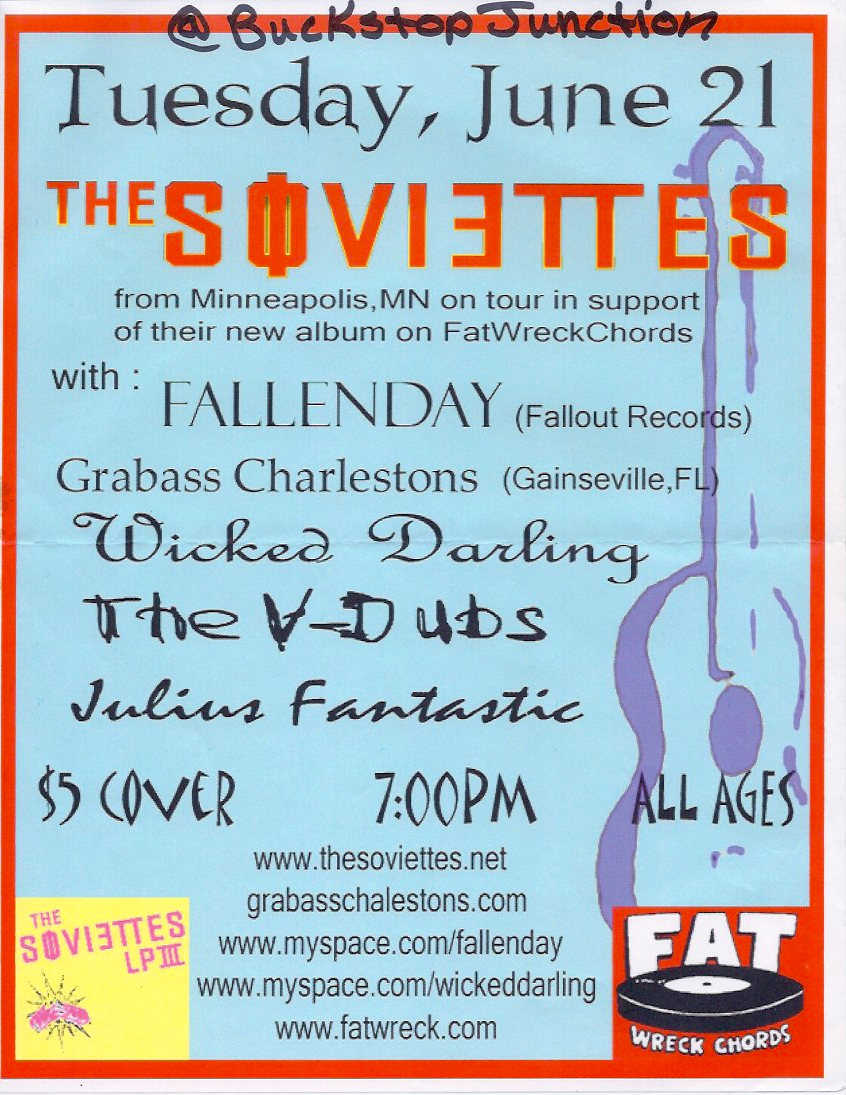 @ Buckstop Junction
Tuesday, June 21
THE SOVIETTES
from Minneapolis,MN on tour in support
of their new album on FatWreckChords
with :
FALLENDAY (Fallout Records)
Grabass Charlestons (Gainseville,FL)
Wicked Darling
The V-Dubs
Julius Fantastic
$5 COVER 7:00PM ALL AGES
www.thesoviettes.net
grabasschalestons.com
www.myspace.com/fallenday
www.myspace.com/wickeddarling
www.fatwreck.com
THE
SOVIETTES
LP III
FAT
WRECK CHORDS